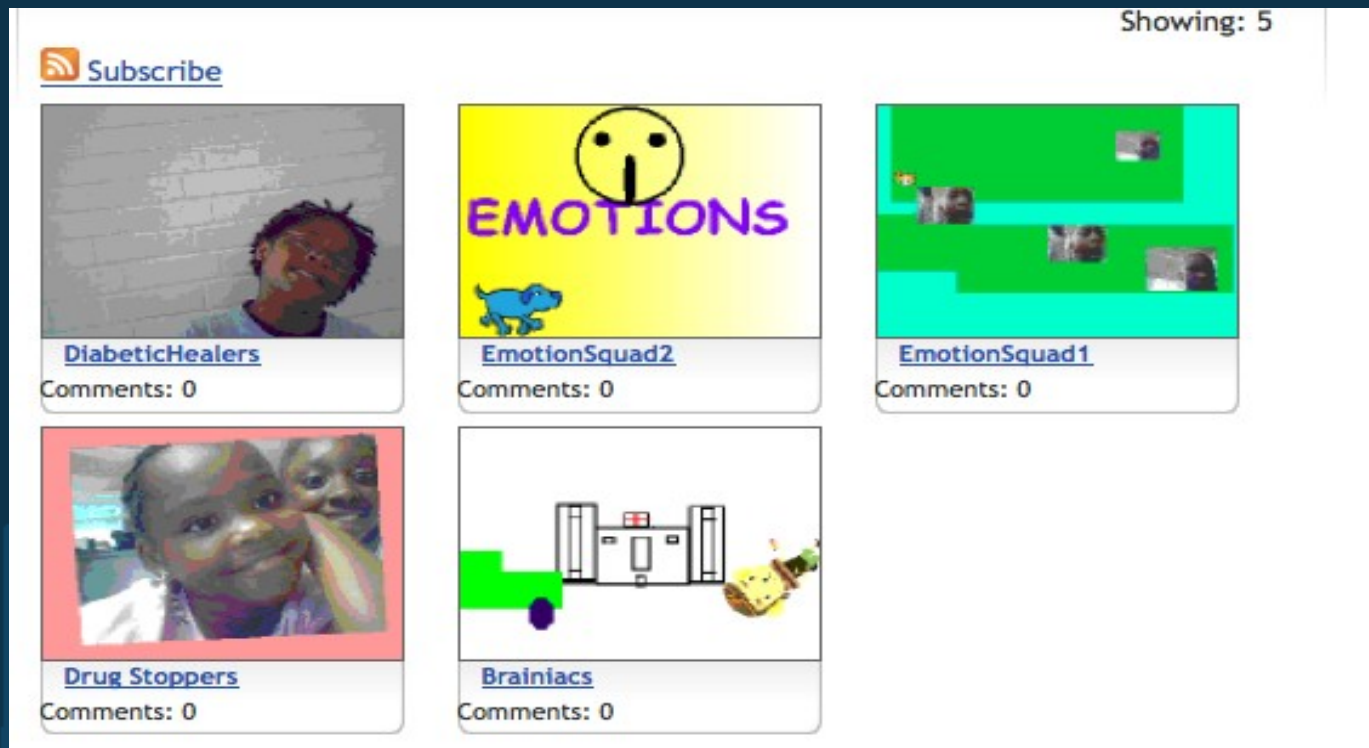 Showing: 5
Subscribe
EMOTIONS
DiabeticHealers
EmotionSquad2
EmotionSquad1
Comments: 0
Comments: 0
Comments: 0
Drug Stoppers
Brainiacs
Comments: 0
Comments: 0